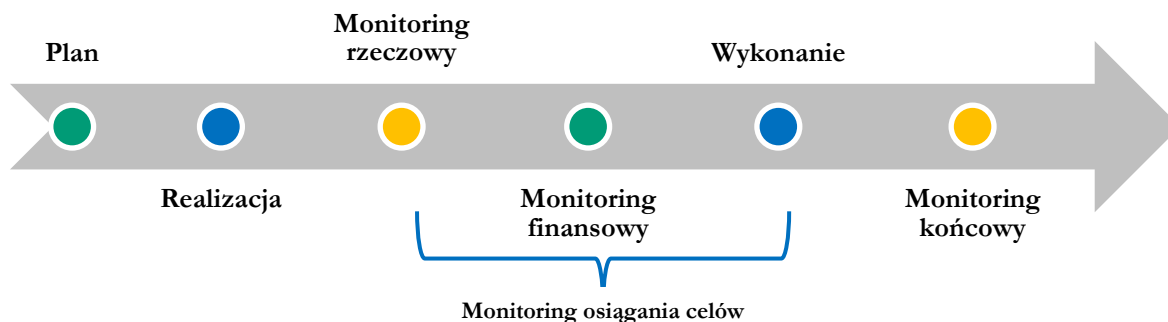 Plan
Realizacja
Monitoring
rzeczowy
Monitoring
finansowy
Wykonanie
Monitoring
końcowy
Monitoring osiągania celów